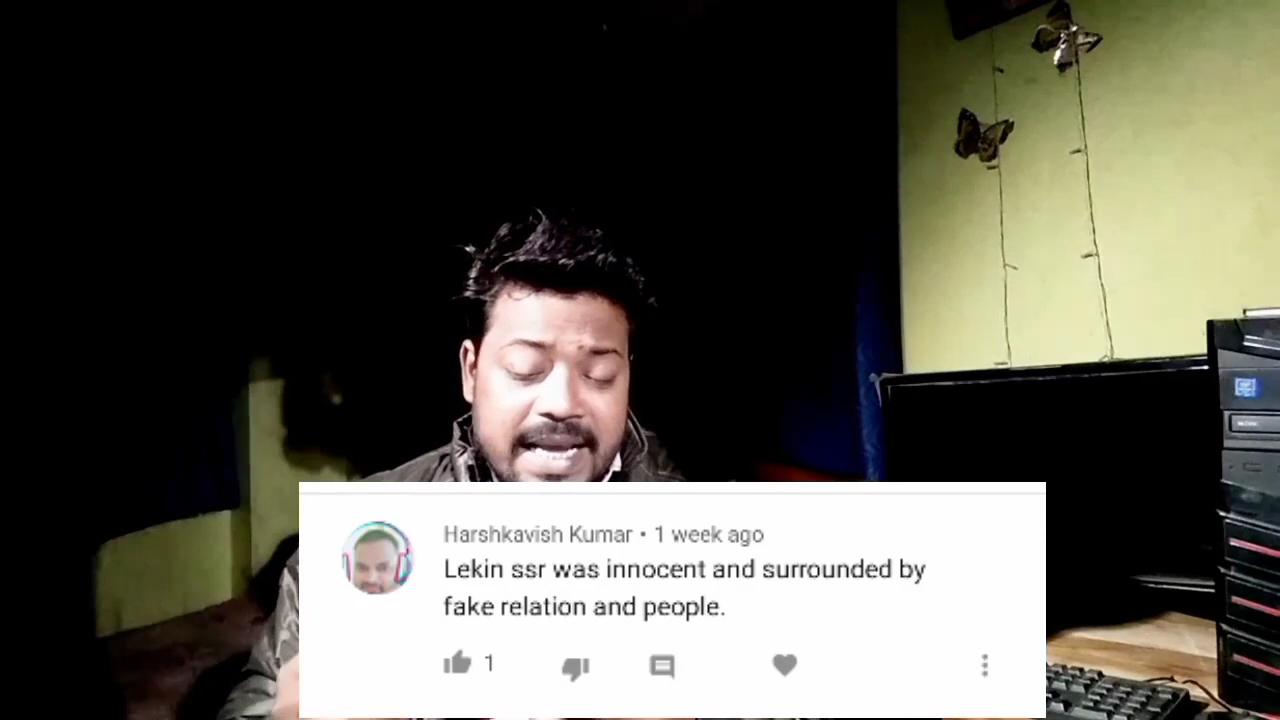 Harshkavish Kumar • 1 week ago
Lekin ssr was innocent and surrounded by
fake relation and people.
1